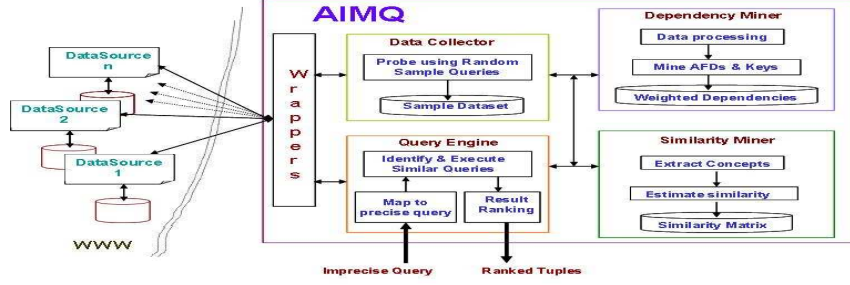 AIMQ
DataSource
n
DataSource
2
DataSource
1
WWW
Wrappers
Data Collector
Probe using Random
Sample Queries
Sample Dataset
Query Engine
Identify & Execute
Similar Queries
Map to
precise query
Result
Ranking
Imprecise Query
Ranked Tuples
Dependency Miner
Data processing
Mine AFDs & Keys
Weighted Dependencies
Similarity Miner
Extract Concepts
Estimate similarity
Similarity Matrix